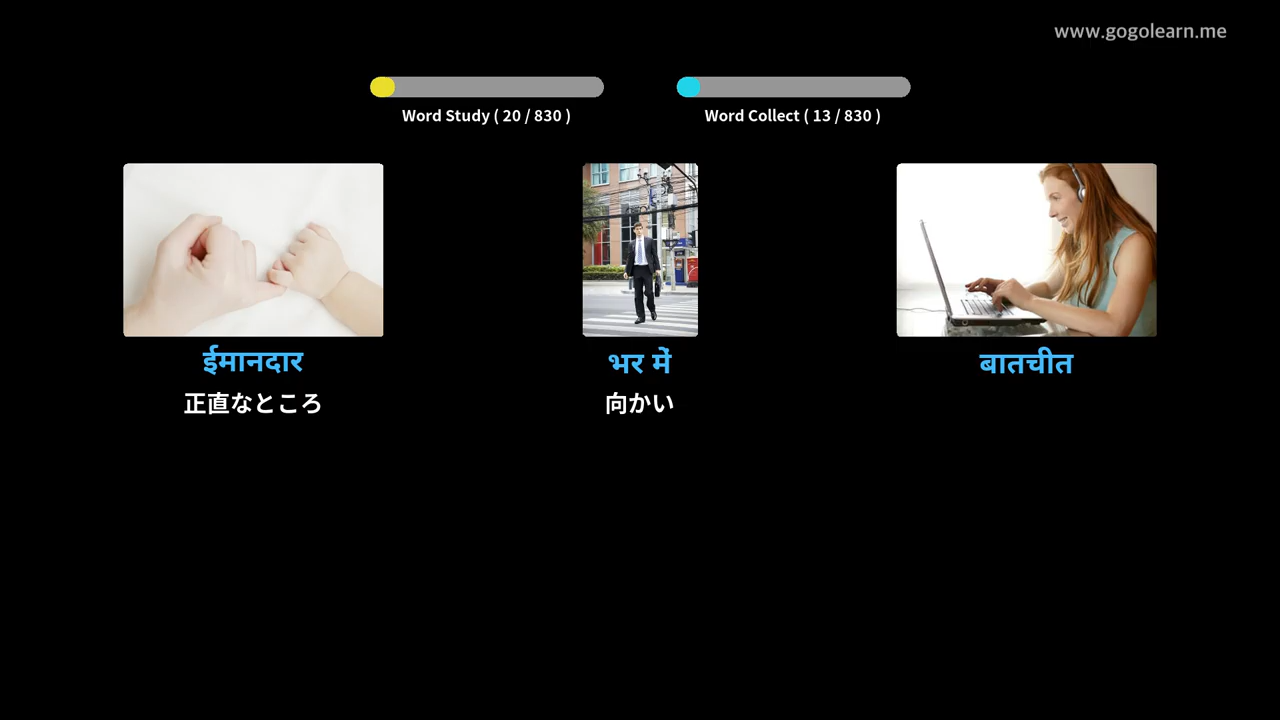 www.gogolearn.me
Word Study ( 20 / 830 )
Word Collect ( 13 / 830 )
ईमानदार
भर में
बातचीत
正直なところ
向かい